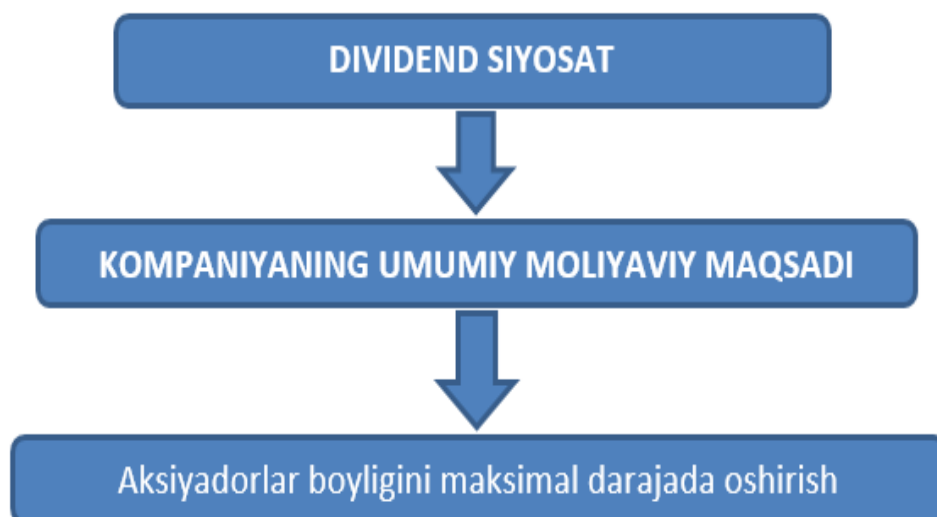 DIVIDEND SIYOSAT
KOMPANIYANING UMUMIY MOLIYAVIY MAQSADI
Aksiyadorlar boyligini maksimal darajada oshirish